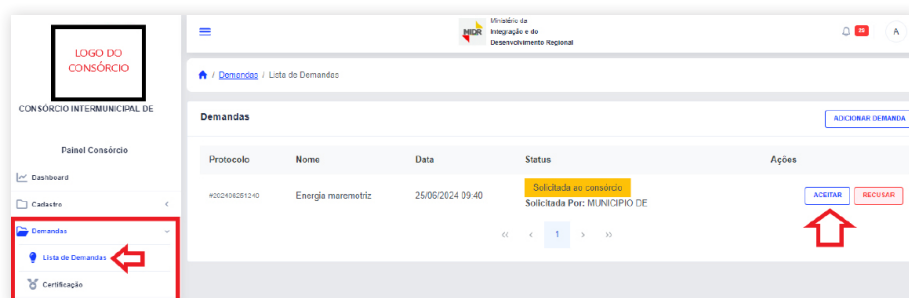 LOGO DO
CONSÓRCIO
CONSÓRCIO INTERMUNICIPAL DE
Painel Consórcio
Dashboard
Cadastro
Demandas
Lista de Demandas
Certificação
MIDR
Ministério da
Integração e do
Desenvolvimento Regional
A
/ Demandas / Lista de Demandas
Demandas
ADICIONAR DEMANDA
Protocolo Nome Data Status Ações
#202406251240 Energia maremotriz 25/06/2024 09:40 Solicitada ao consórcio
Solicitada Por: MUNICIPIO DE
ACEITAR RECUSAR
<< < 1 > >>